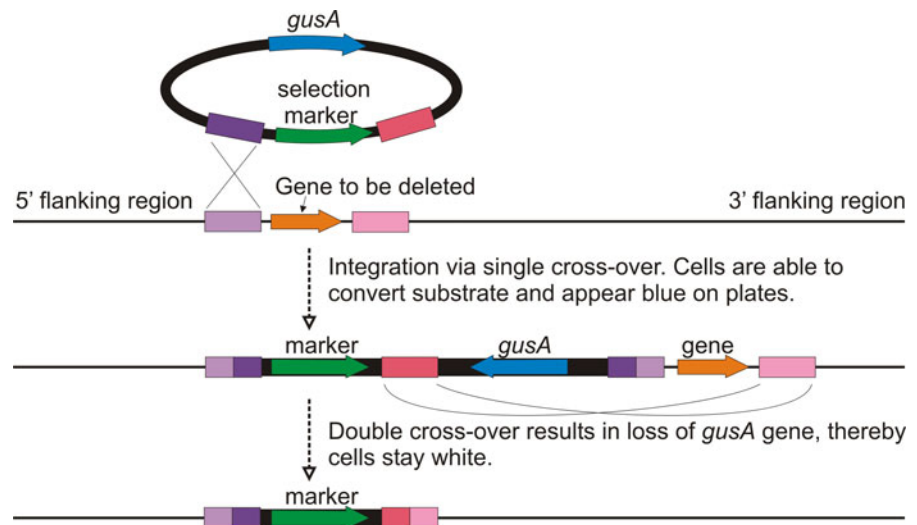 gusA
selection
marker
Gene to be deleted
5' flanking region
3' flanking region
Integration via single cross-over. Cells are able to
convert substrate and appear blue on plates.
marker
gusA
gene
Double cross-over results in loss of gusA gene, thereby
cells stay white.
marker